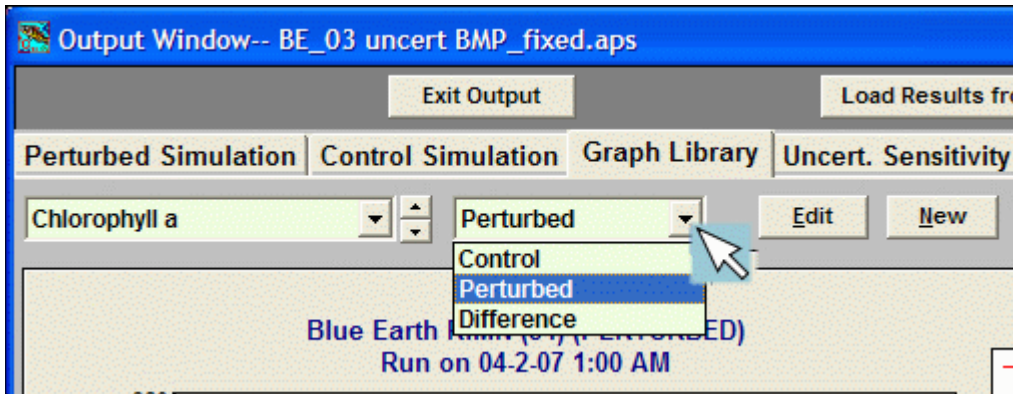 Output Window-- BE_03 uncert BMP_fixed.aps
Exit Output Load Results
Perturbed Simulation Control Simulation Graph Library Uncert. Sensitivity
Chlorophyll a Perturbed Edit New
Control
Perturbed
Difference
Blue Earth
Run on 04-2-07 1:00 AM